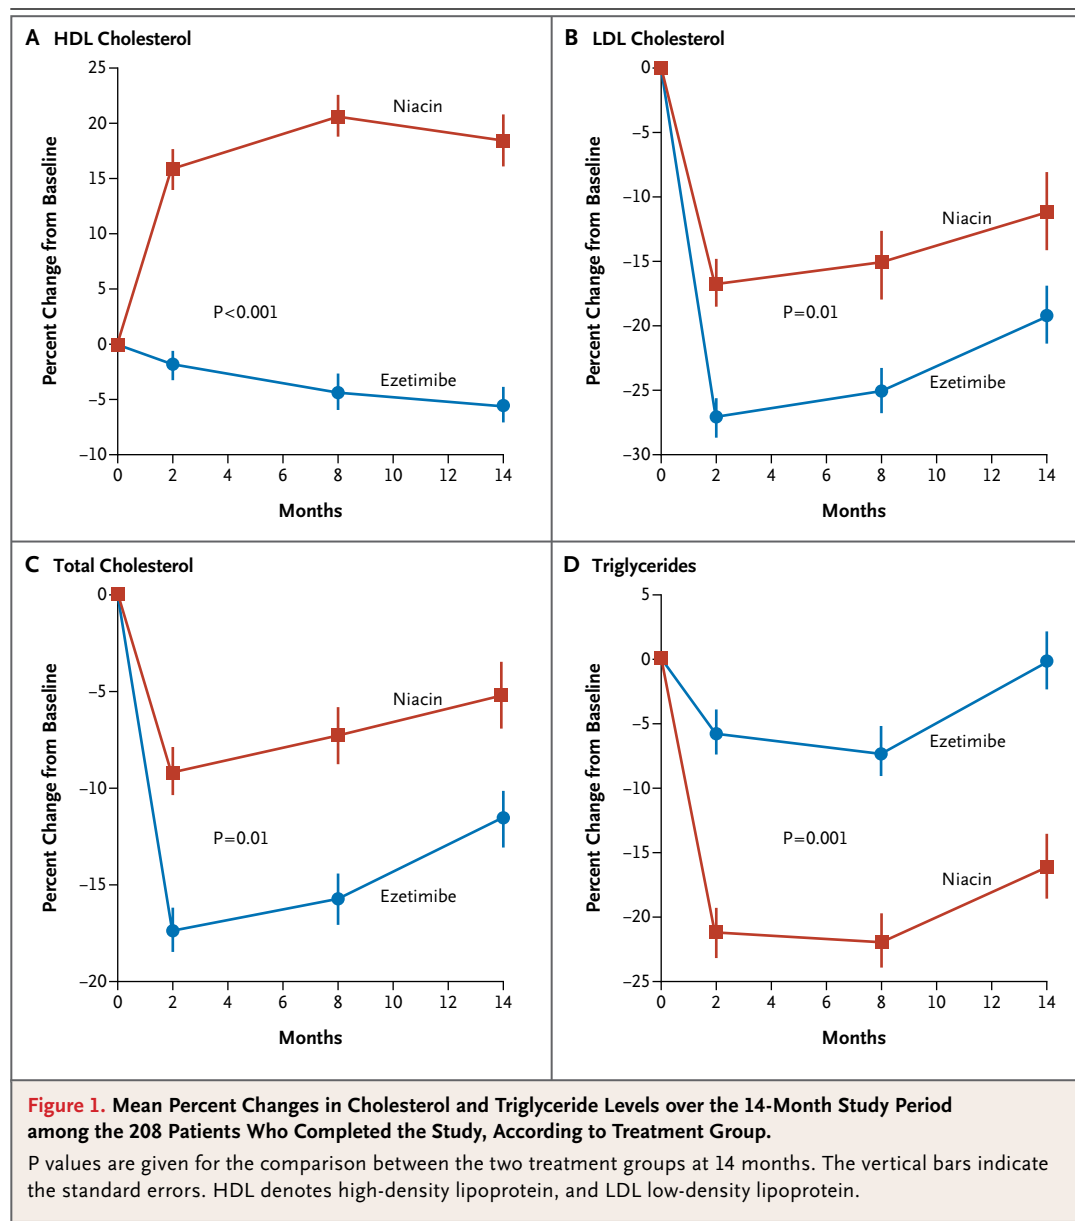 A HDL Cholesterol
25
20
15
10
5
0
−5
−10
Percent Change from Baseline
Niacin
P<0.001
Ezetimibe
0 2 4 6 8 10 12 14
Months
B LDL Cholesterol
0
−5
−10
−15
−20
−25
−30
Percent Change from Baseline
Niacin
P=0.01
Ezetimibe
0 2 4 6 8 10 12 14
Months
C Total Cholesterol
0
−5
−10
−15
−20
Percent Change from Baseline
Niacin
P=0.01
Ezetimibe
0 2 4 6 8 10 12 14
Months
D Triglycerides
5
0
−5
−10
−15
−20
−25
Percent Change from Baseline
Ezetimibe
P=0.001
Niacin
0 2 4 6 8 10 12 14
Months
Figure 1. Mean Percent Changes in Cholesterol and Triglyceride Levels over the 14-Month Study Period
among the 208 Patients Who Completed the Study, According to Treatment Group.
P values are given for the comparison between the two treatment groups at 14 months. The vertical bars indicate
the standard errors. HDL denotes high-density lipoprotein, and LDL low-density lipoprotein.